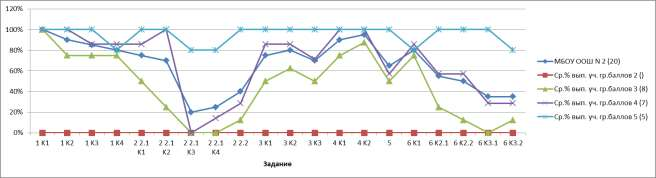 120%
100%
80%
60%
40%
20%
0%
1 К1
1 К2
1 К3
1 К4
2 2.1 К1
2 2.1 К2
2 2.1 К3
2 2.1 К4
2 2.2
3 К1
3 К2
3 К3
4 К1
4 К2
5
6 К1
6 К2.1
6 К2.2
6 К3.1
6 К3.2
Задание
МБОУ ООШ N 2 (20)
Ср.% вып. уч. гр.баллов 2 ()
Ср.% вып. уч. гр.баллов 3 (8)
Ср.% вып. уч. гр.баллов 4 (7)
Ср.% вып. уч. гр.баллов 5 (5)